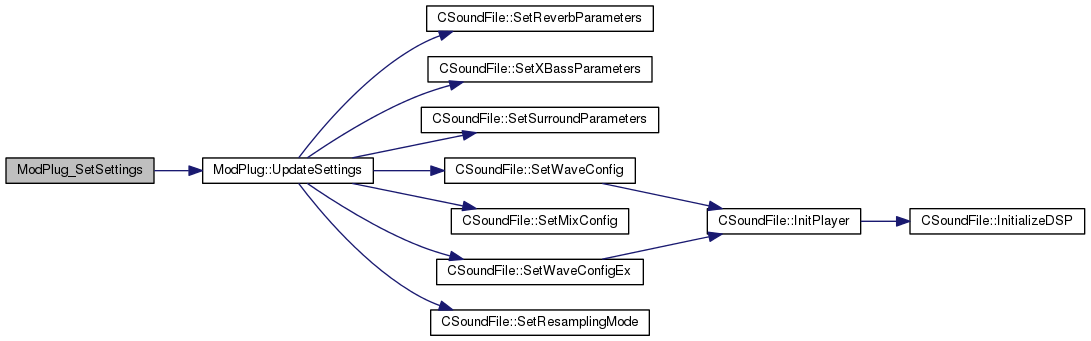 CSoundFile::SetReverbParameters
CSoundFile::SetXBassParameters
CSoundFile::SetSurroundParameters
ModPlug_SetSettings
ModPlug::UpdateSettings
CSoundFile::SetWaveConfig
CSoundFile::SetMixConfig
CSoundFile::InitPlayer
CSoundFile::InitializeDSP
CSoundFile::SetWaveConfigEx
CSoundFile::SetResamplingMode